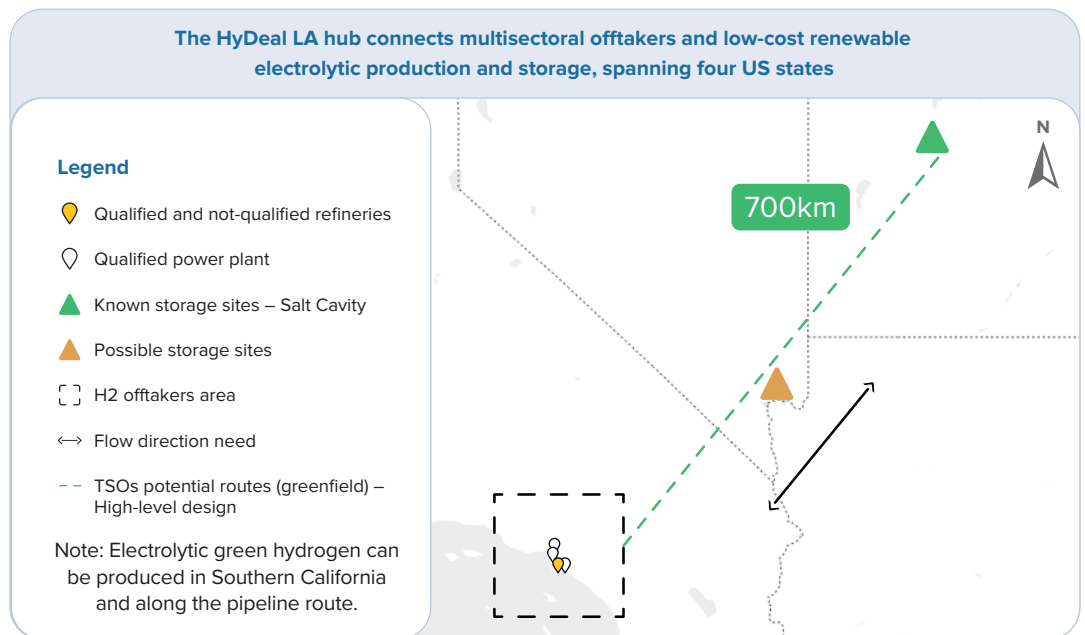 The HyDeal LA hub connects multisectoral offtakers and low-cost renewable
electrolytic production and storage, spanning four US states
Legend
Qualified and not-qualified refineries
Qualified power plant
Known storage sites – Salt Cavity
Possible storage sites
H2 offtakers area
Flow direction need
TSOs potential routes (greenfield) –
High-level design
Note: Electrolytic green hydrogen can
be produced in Southern California
and along the pipeline route.
700km
N